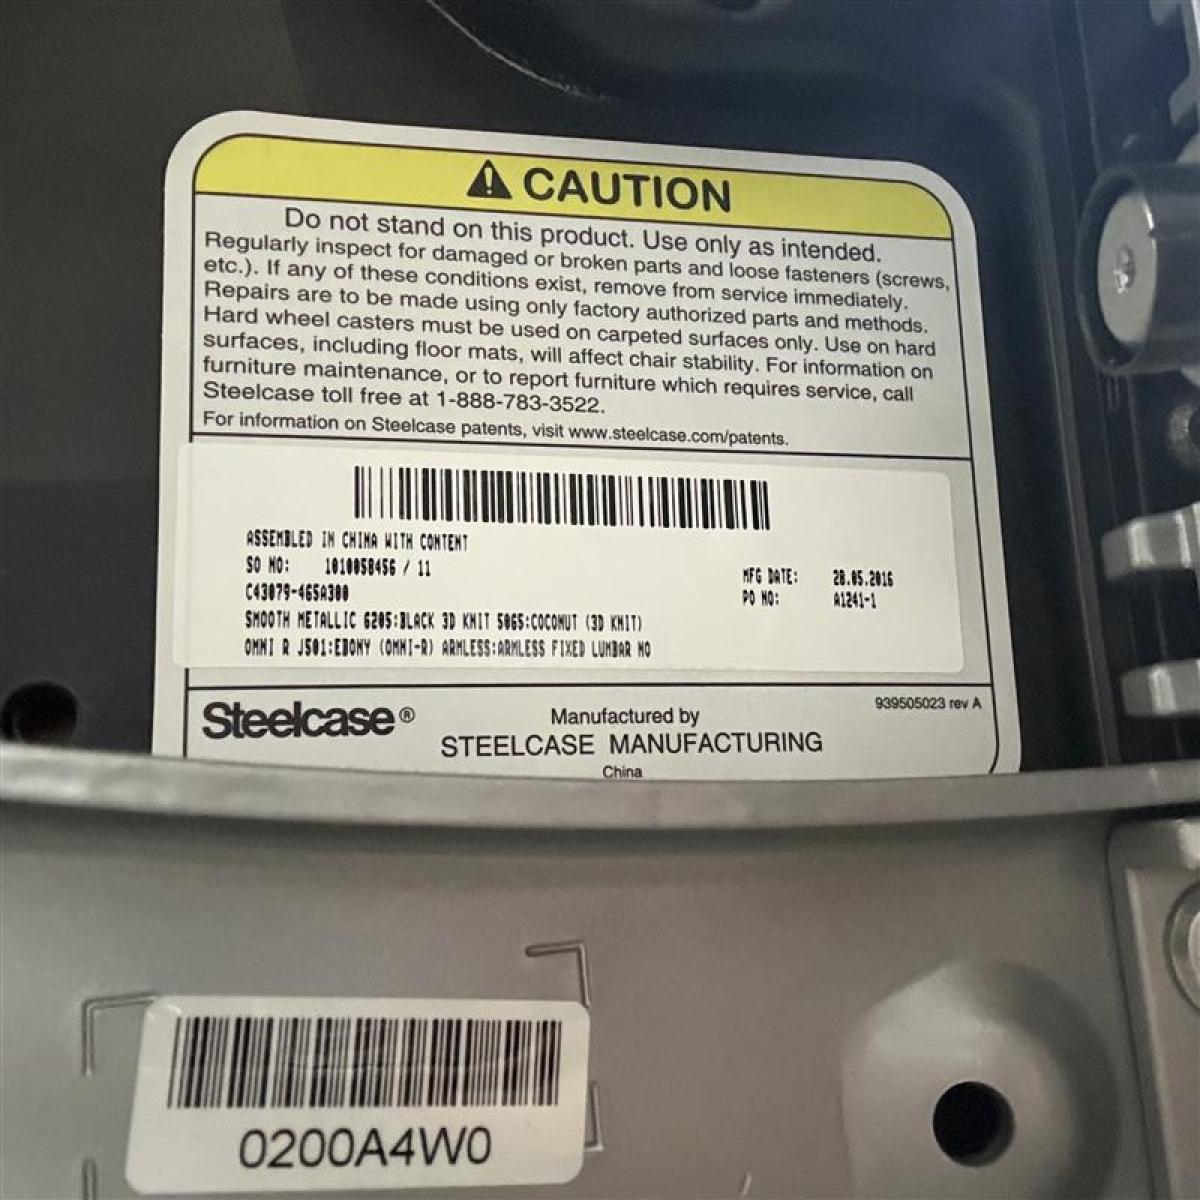 CAUTION
Do not stand on this product. Use only as intended.
Regularly inspect for damaged or broken parts and loose fasteners (screws,
etc.). If any of these conditions exist, remove from service immediately.
Repairs are to be made using only factory authorized parts and methods.
Hard wheel casters must be used on carpeted surfaces only. Use on hard
surfaces, including floor mats, will affect chair stability. For information on
furniture maintenance, or to report furniture which requires service, call
Steelcase toll free at 1-888-783-3522.
For information on Steelcase patents, visit www.steelcase.com/patents.
ASSEMBLED IN CHINA WITH CONTENT
SO NO: 1010058456 / 11
MFG DATE: 28.05.2016
C43079-465A300
PO NO: A1241-1
SMOOTH METALLIC 6205:BLACK 3D KNIT 5065:COCONUT (3D KNIT)
OMNI R J501:EBONY (OMNI-R) ARMLESS:ARMLESS FIXED LUMBAR NO
939505023 rev A
Steelcase®
Manufactured by
STEELCASE MANUFACTURING
China
0200A4W0